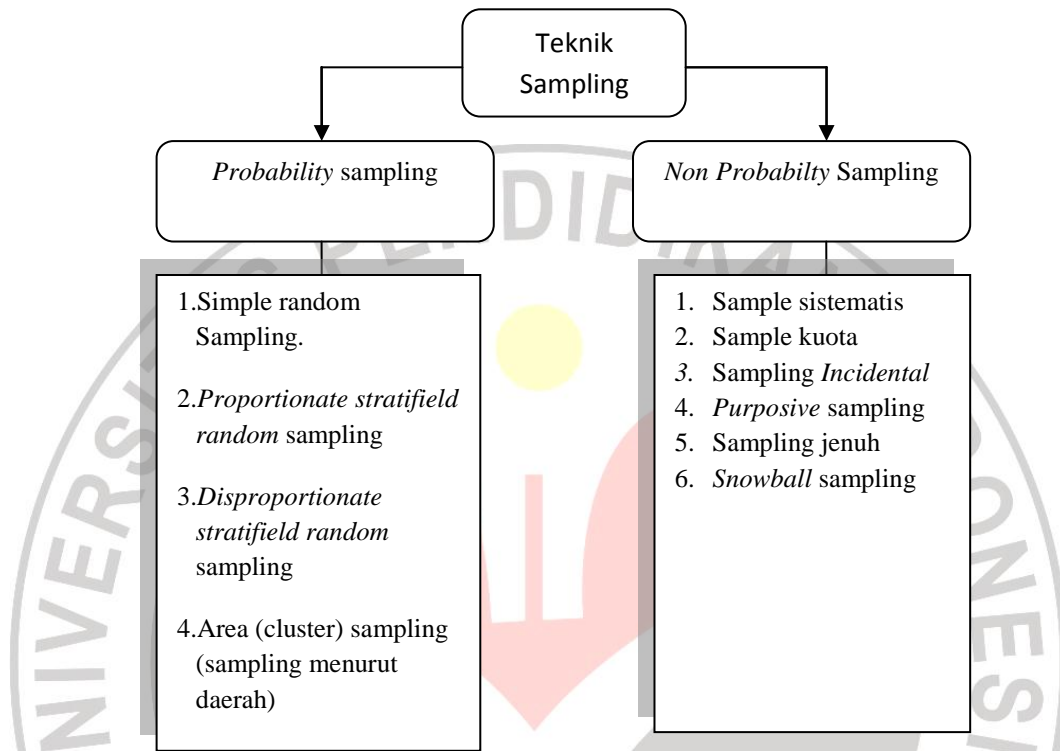 Teknik
Sampling
Probability sampling
Non Probabilty Sampling
1.Simple random
Sampling.
2.Proportionate stratifield
random sampling
3.Disproportionate
stratifield random
sampling
4.Area (cluster) sampling
(sampling menurut
daerah)
1. Sample sistematis
2. Sample kuota
3. Sampling Incidental
4. Purposive sampling
5. Sampling jenuh
6. Snowball sampling